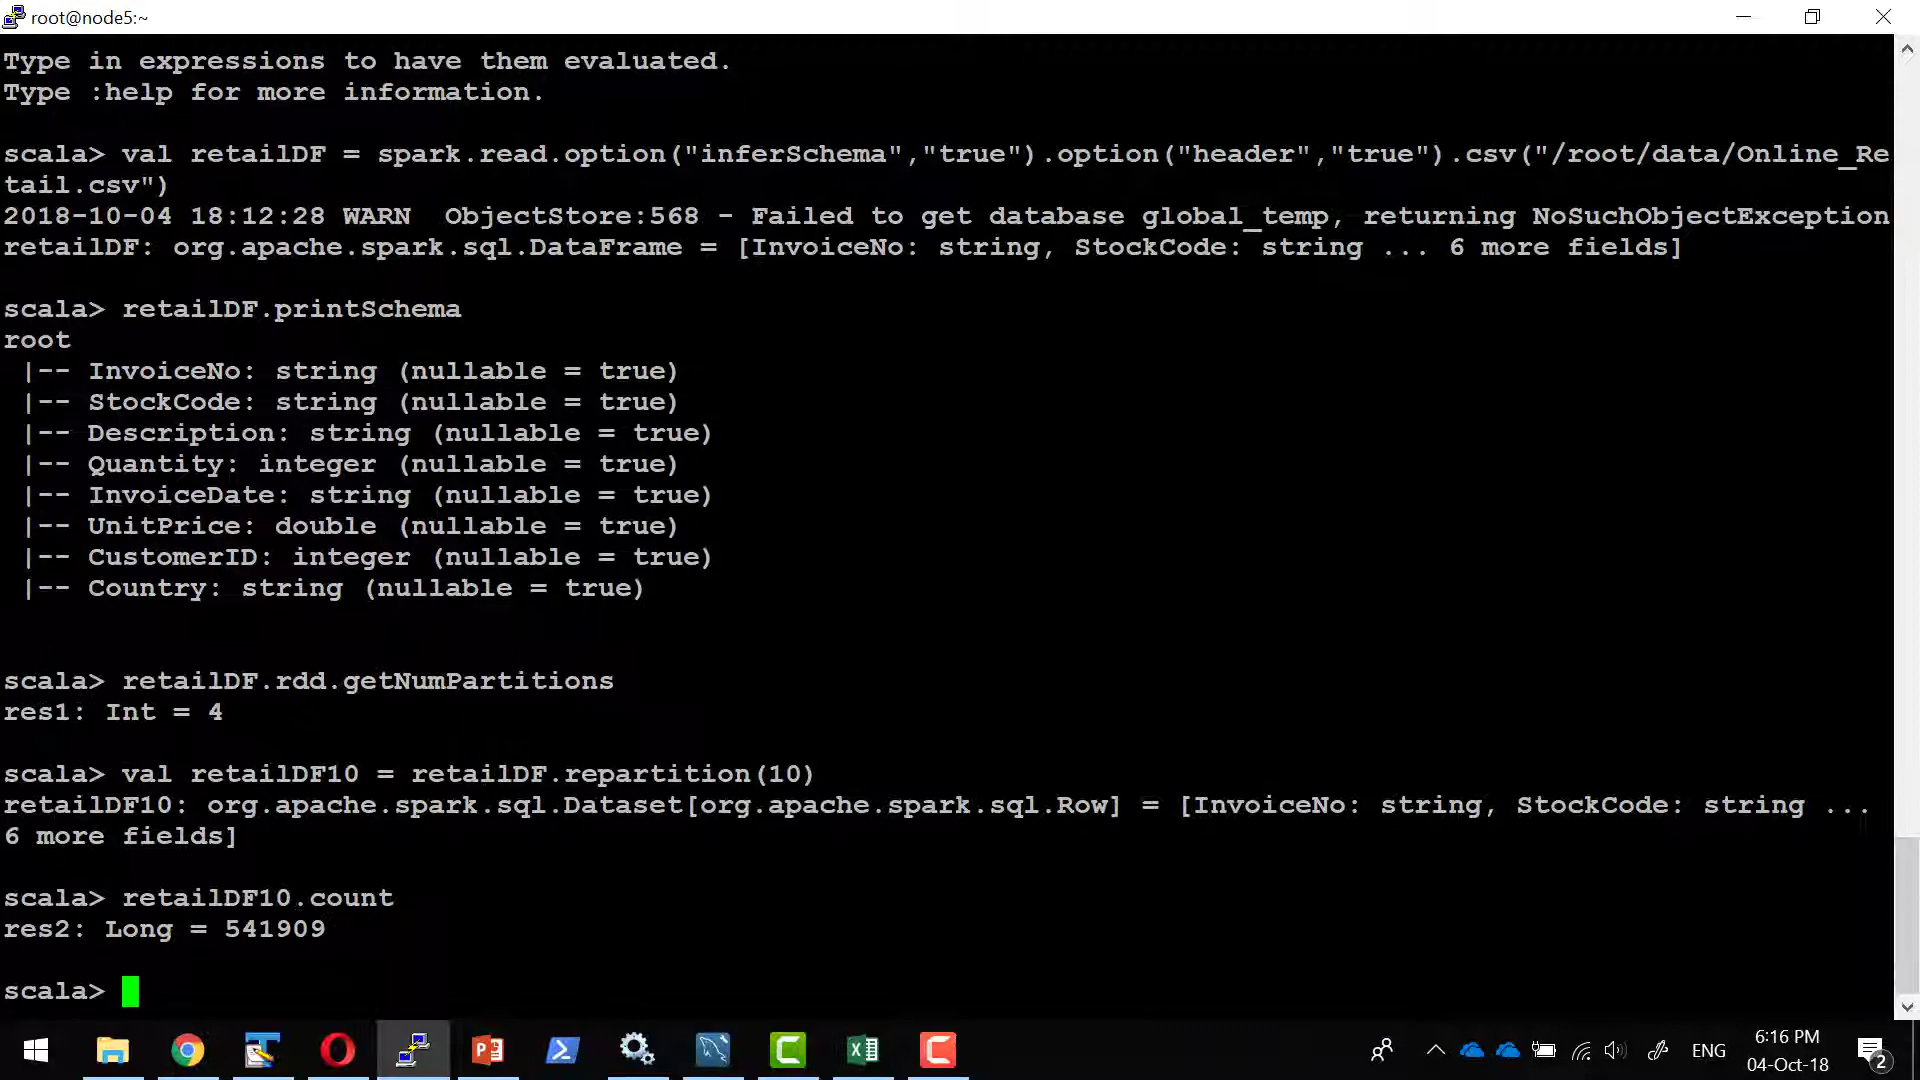 root@node5:~
Type in expressions to have them evaluated.
Type :help for more information.
scala> val retailDF = spark.read.option("inferSchema","true").option("header","true").csv("/root/data/Online_Re
tail.csv")
2018-10-04 18:12:28 WARN  ObjectStore:568 - Failed to get database global_temp, returning NoSuchObjectException
retailDF: org.apache.spark.sql.DataFrame = [InvoiceNo: string, StockCode: string ... 6 more fields]
scala> retailDF.printSchema
root
 |-- InvoiceNo: string (nullable = true)
 |-- StockCode: string (nullable = true)
 |-- Description: string (nullable = true)
 |-- Quantity: integer (nullable = true)
 |-- InvoiceDate: string (nullable = true)
 |-- UnitPrice: double (nullable = true)
 |-- CustomerID: integer (nullable = true)
 |-- Country: string (nullable = true)
scala> retailDF.rdd.getNumPartitions
res1: Int = 4
scala> val retailDF10 = retailDF.repartition(10)
retailDF10: org.apache.spark.sql.Dataset[org.apache.spark.sql.Row] = [InvoiceNo: string, StockCode: string ...
6 more fields]
scala> retailDF10.count
res2: Long = 541909
scala>
ENG
6:16 PM
04-Oct-18
2